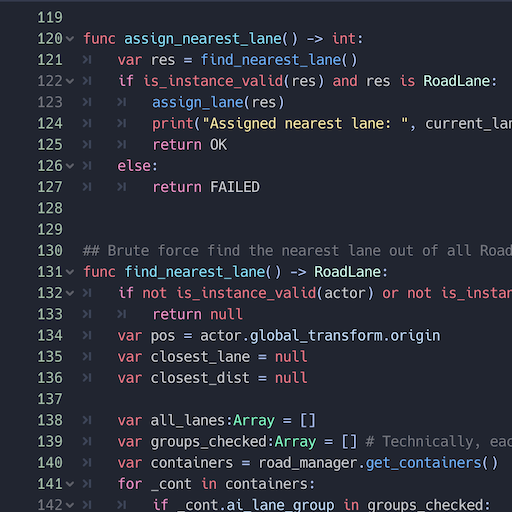 119
120 func assign_nearest_lane() -> int:
121 var res = find_nearest_lane()
122 if is_instance_valid(res) and res is RoadLane:
123 assign_lane(res)
124 print("Assigned nearest lane: ", current_lan
125 return OK
126 else:
127 return FAILED
128
129
130 ## Brute force find the nearest lane out of all Road
131 func find_nearest_lane() -> RoadLane:
132 if not is_instance_valid(actor) or not is_instan
133 return null
134 var pos = actor.global_transform.origin
135 var closest_lane = null
136 var closest_dist = null
137
138 var all_lanes:Array = []
139 var groups_checked:Array = [] # Technically, eac
140 var containers = road_manager.get_containers()
141 for _cont in containers:
142 if _cont.ai_lane_group in groups_checked: